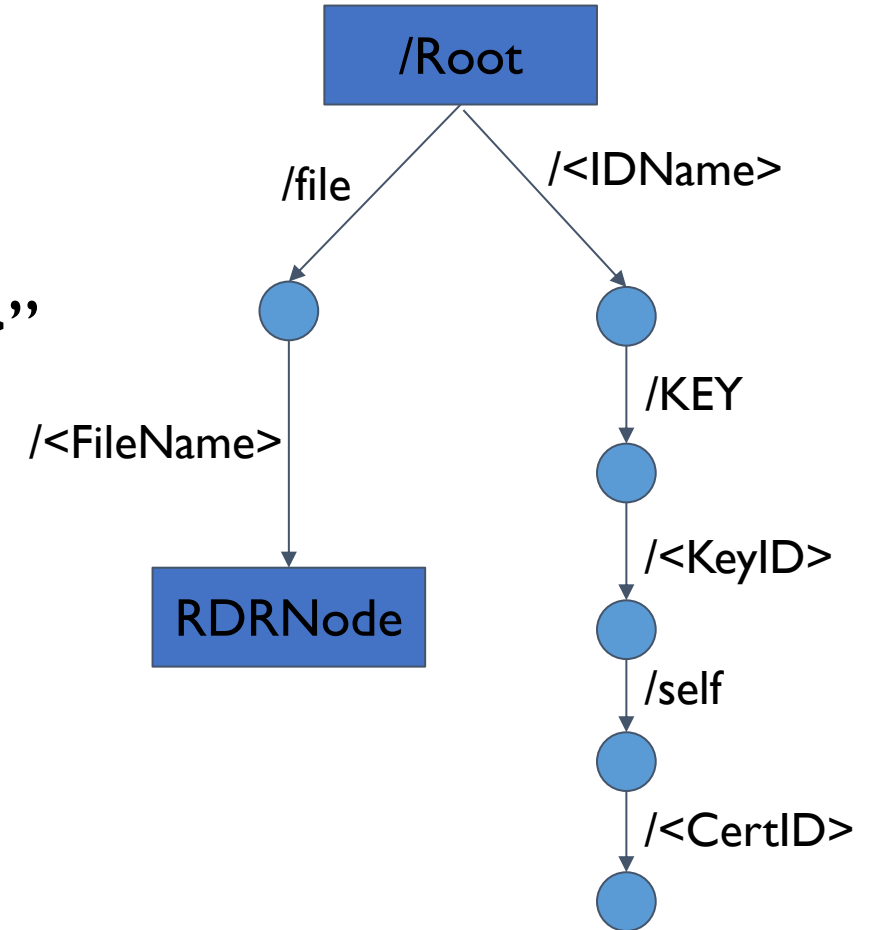 /Root
/file
/<IDName>
”
/KEY
/<FileName>
/<KeyID>
RDRNode
/self
/<CertID>